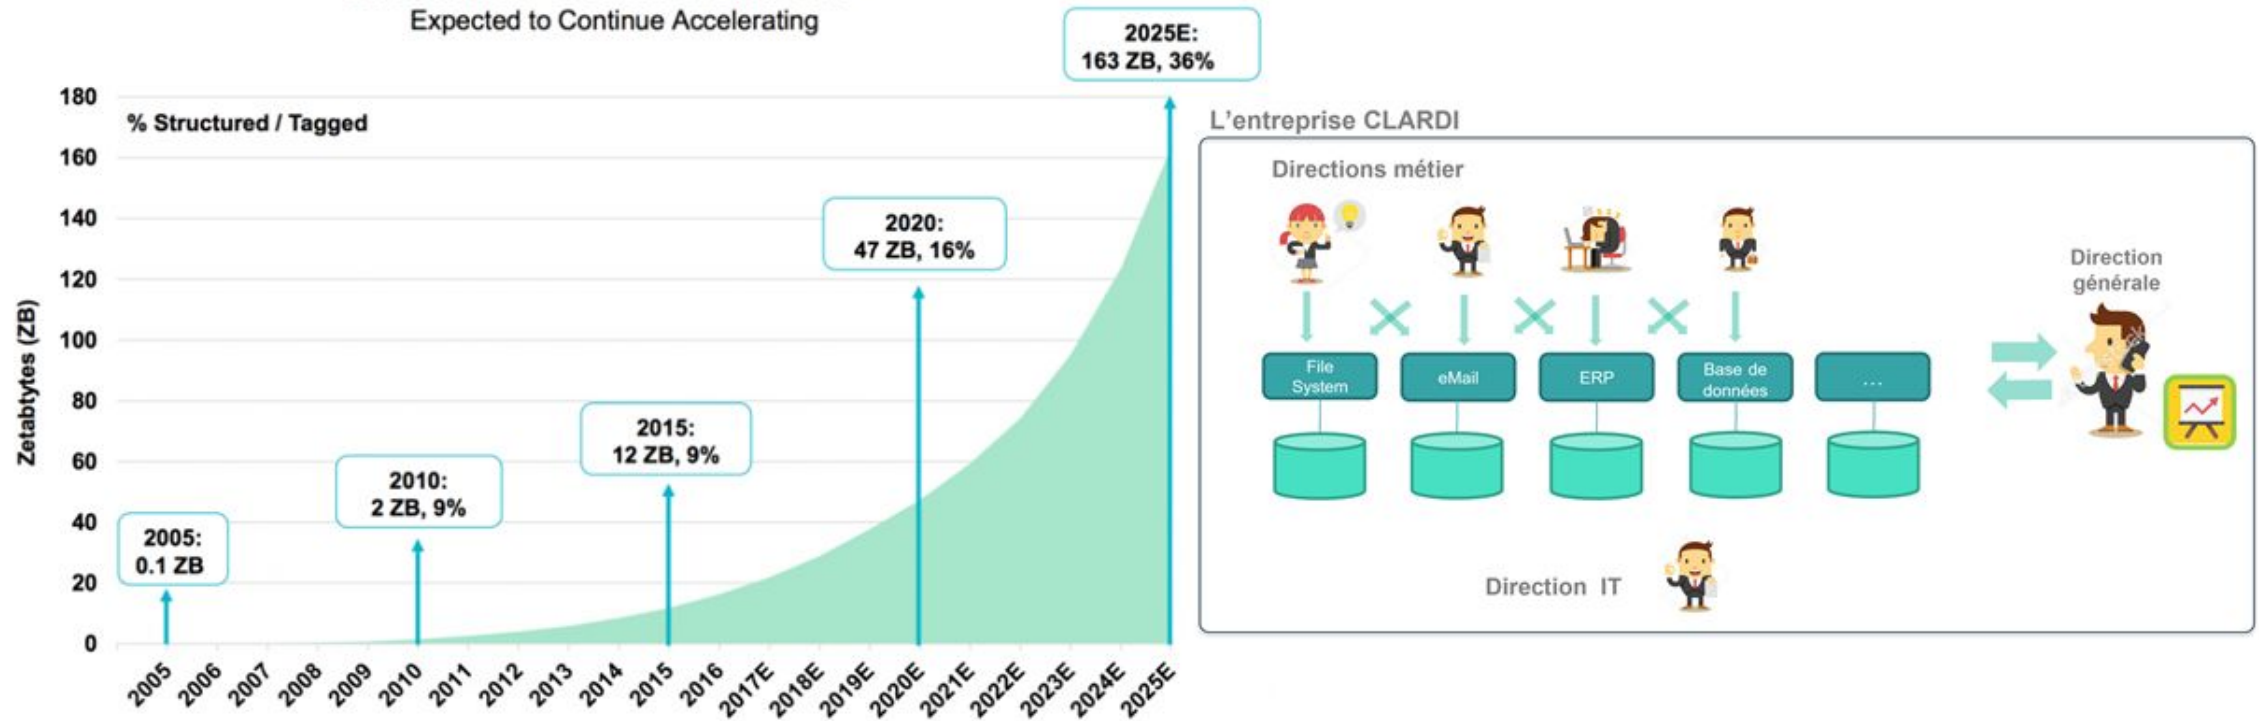 Expected to Continue Accelerating
2025E:
163 ZB, 36%
180
% Structured / Tagged
160
140
2020:
47 ZB, 16%
120
100
Zetabtytes (ZB)
80
2015:
12 ZB, 9%
60
2010:
2 ZB, 9%
40
2005:
0.1 ZB
20
0
2005
2006
2007
2008
2009
2010
2011
2012
2013
2014
2015
2016
2017E
2018E
2019E
2020E
2021E
2022E
2023E
2024E
2025E
L'entreprise CLARDI
Directions métier
Direction
générale
File
System
eMail
ERP
Base de
données
...
Direction IT